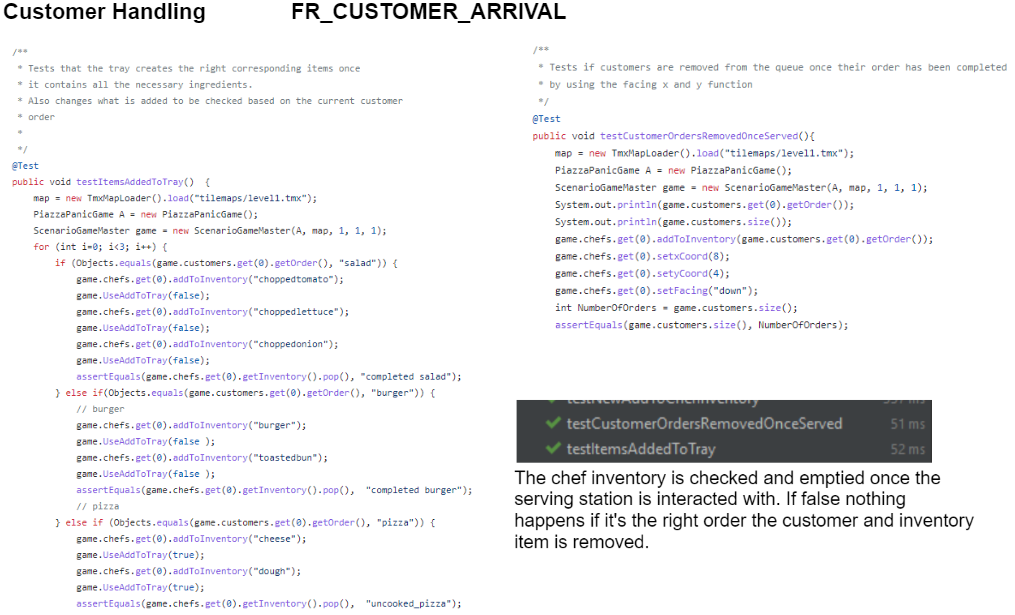 Customer Handling FR_CUSTOMER_ARRIVAL
/**
* Tests that the tray creates the right corresponding items once
* it contains all the necessary ingredients.
* Also changes what is added to be checked based on the current customer
* order
*
*/
@Test
public void testItemsAddedToTray() {
map = new TmxMapLoader().load("tilemaps/level1.tmx");
PiazzaPanicGame A = new PiazzaPanicGame();
ScenarioGameMaster game = new ScenarioGameMaster(A, map, 1, 1, 1);
for (int i=0; i<3; i++) {
if (Objects.equals(game.customers.get(0).getOrder(), "salad")) {
game.chefs.get(0).addToInventory("choppedtomato");
game.UseAddToTray(false);
game.chefs.get(0).addToInventory("choppedlettuce");
game.UseAddToTray(false);
game.chefs.get(0).addToInventory("choppedonion");
game.UseAddToTray(false);
assertEquals(game.chefs.get(0).getInventory().pop(), "completed salad");
} else if(Objects.equals(game.customers.get(0).getOrder(), "burger")) {
// burger
game.chefs.get(0).addToInventory("burger");
game.UseAddToTray(false );
game.chefs.get(0).addToInventory("toastedbun");
game.UseAddToTray(false );
assertEquals(game.chefs.get(0).getInventory().pop(), "completed burger");
// pizza
} else if (Objects.equals(game.customers.get(0).getOrder(), "pizza")) {
game.chefs.get(0).addToInventory("cheese");
game.UseAddToTray(true);
game.chefs.get(0).addToInventory("dough");
game.UseAddToTray(true);
assertEquals(game.chefs.get(0).getInventory().pop(), "uncooked_pizza");
/**
* Tests if customers are removed from the queue once their order has been completed
* by using the facing x and y function
*/
@Test
public void testCustomerOrdersRemovedOnceServed(){
map = new TmxMapLoader().load("tilemaps/level1.tmx");
PiazzaPanicGame A = new PiazzaPanicGame();
ScenarioGameMaster game = new ScenarioGameMaster(A, map, 1, 1, 1);
System.out.println(game.customers.get(0).getOrder());
System.out.println(game.customers.size());
game.chefs.get(0).addToInventory(game.customers.get(0).getOrder());
game.chefs.get(0).setxCoord(8);
game.chefs.get(0).setyCoord(4);
game.chefs.get(0).setFacing("down");
int NumberOfOrders = game.customers.size();
assertEquals(game.customers.size(), NumberOfOrders);
testCustomerOrdersRemovedOnceServed 51 ms
testItemsAddedToTray 52 ms
The chef inventory is checked and emptied once the
serving station is interacted with. If false nothing
happens if it's the right order the customer and inventory
item is removed.